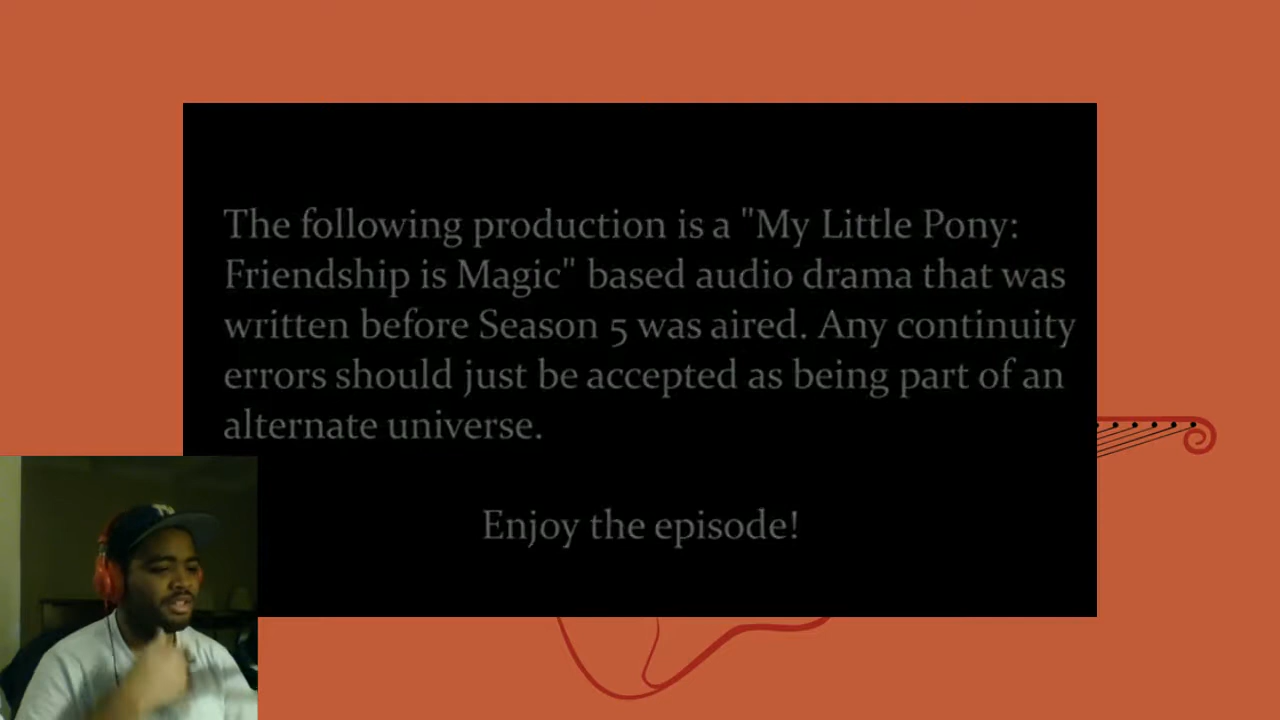 The following production is a "My Little Pony:
Friendship is Magic" based audio drama that was
written before Season 5 was aired. Any continuity
errors should just be accepted as being part of an
alternate universe.
Enjoy the episode!